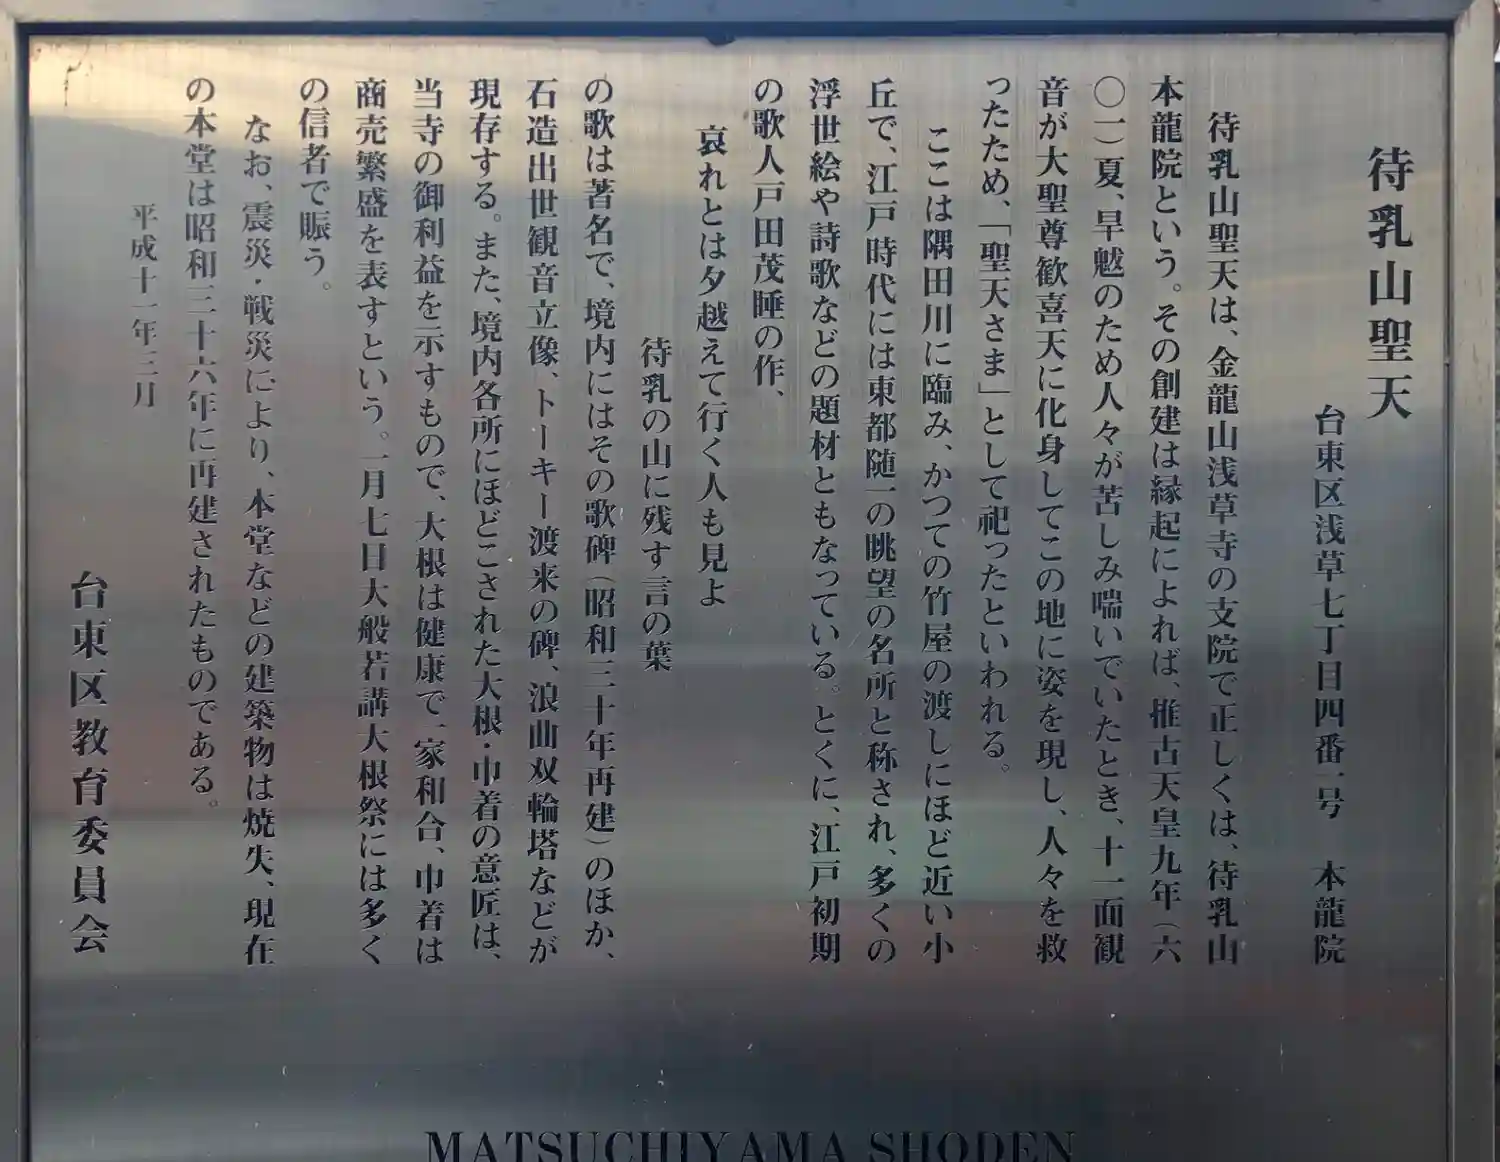 待乳山聖天
台東区浅草七丁目四番一号　本龍院
待乳山聖天は、金龍山浅草寺の支院で正しくは、待乳山
本龍院という。その創建は縁起によれば、推古天皇九年（六
〇一）夏、旱魃のため人々が苦しみ喘いでいたとき、十一面観
音が大聖尊歓喜天に化身してこの地に姿を現し、人々を救
ったため、「聖天さま」として祀ったといわれる。
ここは隅田川に臨み、かつての竹屋の渡しにほど近い小
丘で、江戸時代には東都随一の眺望の名所と称され、多くの
浮世絵や詩歌などの題材ともなっている。とくに、江戸初期
の歌人戸田茂睡の作、
哀れとは夕越えて行く人も見よ
待乳の山に残す言の葉
の歌は著名で、境内にはその歌碑（昭和三十年再建）のほか、
石造出世観音立像、トーキー渡来の碑、浪曲双輪塔などが
現存する。また、境内各所にほどこされた大根・巾着の意匠は、
当寺の御利益を示すもので、大根は健康で一家和合、巾着は
商売繁盛を表すという。一月七日大般若講大根祭には多く
の信者で賑う。
なお、震災・戦災により、本堂などの建築物は焼失、現在
の本堂は昭和三十六年に再建されたものである。
平成十一年三月
台東区教育委員会
MATSUCHIYAMA SHODEN